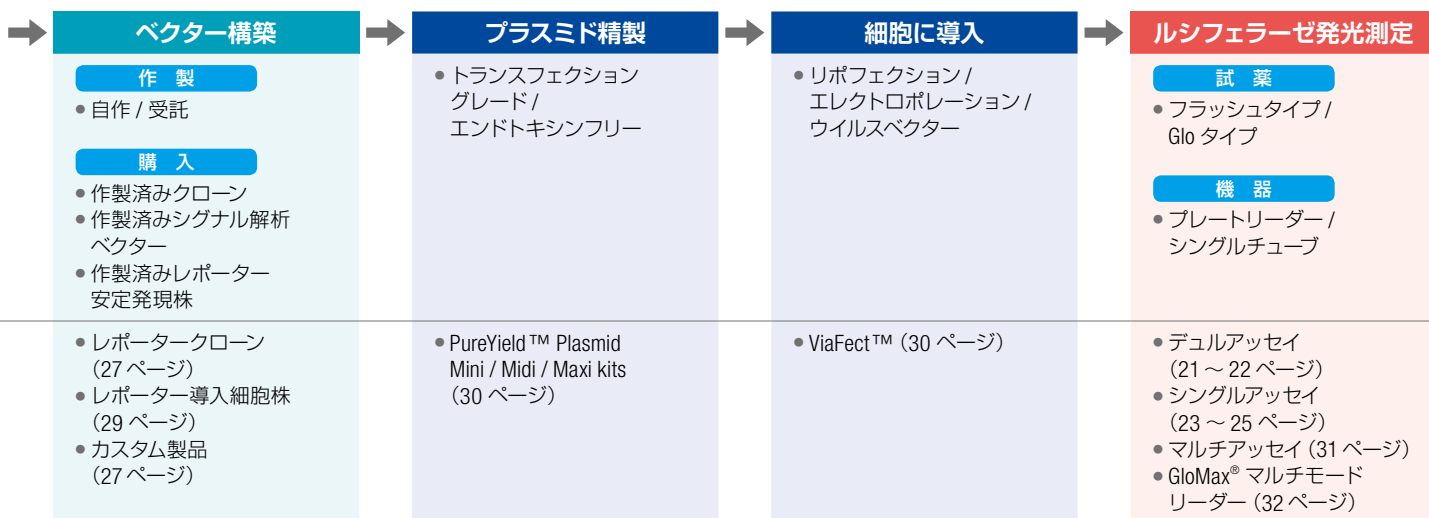 ベクター構築
作 製
• 自作 / 受託
購 入
• 作製済みクローン
• 作製済みシグナル解析
ベクター
• 作製済みレポーター
安定発現株
• レポータークローン
（27 ページ）
• レポーター導入細胞株
（29 ページ）
• カスタム製品
（27 ページ）
プラスミド精製
• トランスフェクション
グレード /
エンドトキシンフリー
• PureYield™ Plasmid
Mini / Midi / Maxi kits
（30 ページ）
細胞に導入
• リポフェクション /
エレクトロポレーション /
ウイルスベクター
• ViaFect™（30 ページ）
ルシフェラーゼ発光測定
試 薬
• フラッシュタイプ /
Glo タイプ
機 器
• プレートリーダー /
シングルチューブ
• デュルアッセイ
（21 ～ 22 ページ）
• シングルアッセイ
（23 ～ 25 ページ）
• マルチアッセイ（31 ページ）
• GloMax® マルチモード
リーダー（32 ページ）